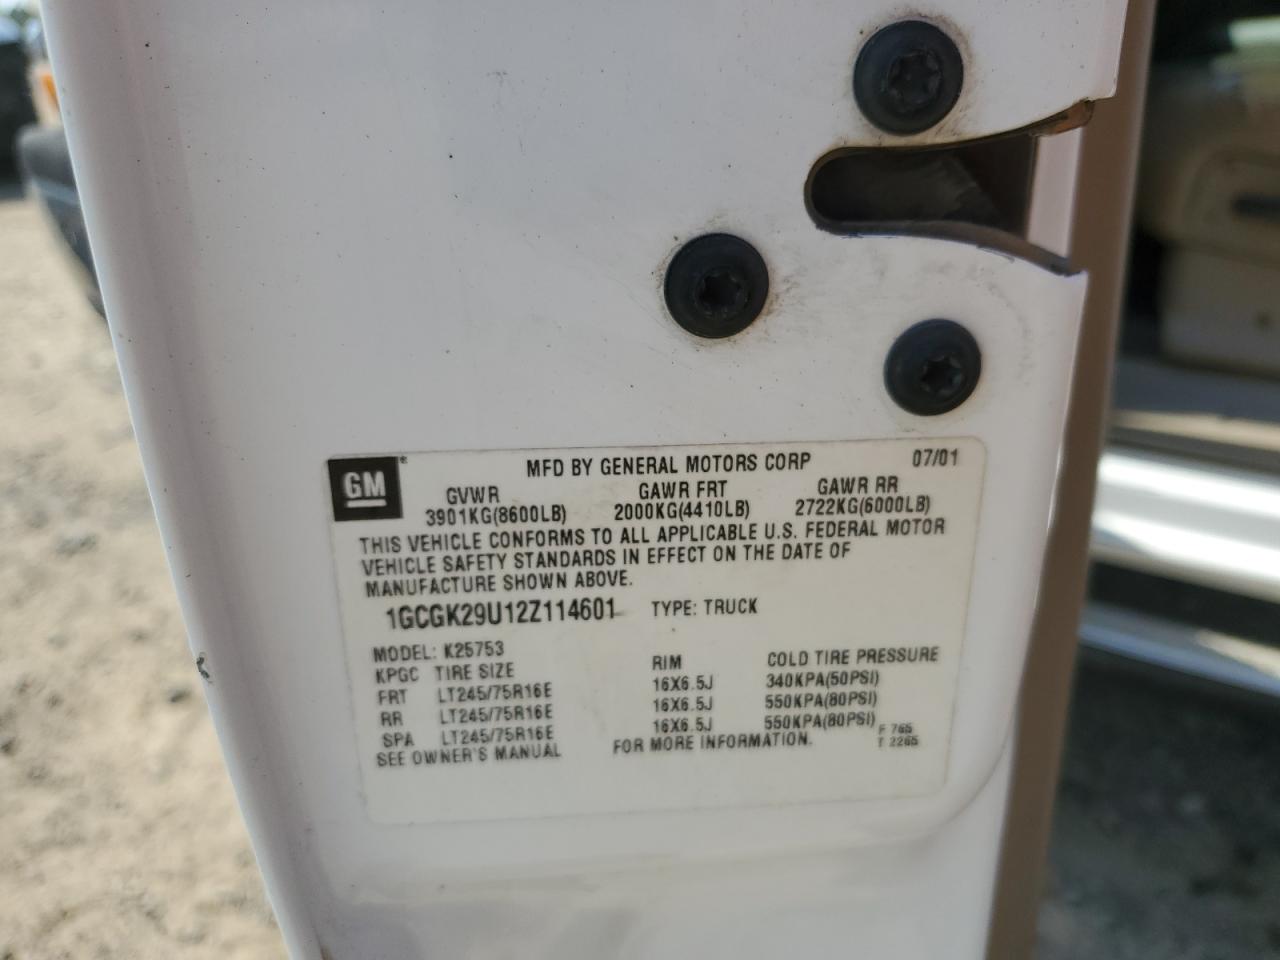 GM MFD BY GENERAL MOTORS CORP 07/01
GVWR GAWR FRT GAWR RR
3901KG(8600LB) 2000KG(4410LB) 2722KG(6000LB)
THIS VEHICLE CONFORMS TO ALL APPLICABLE U.S. FEDERAL MOTOR
VEHICLE SAFETY STANDARDS IN EFFECT ON THE DATE OF
MANUFACTURE SHOWN ABOVE.
1GCGK29U12Z114601 TYPE: TRUCK
MODEL: K25753
KPGC TIRE SIZE RIM COLD TIRE PRESSURE
FRT LT245/75R16E 16X6.5J 340KPA(50PSI)
RR LT245/75R16E 16X6.5J 550KPA(80PSI)
SPA LT245/75R16E 16X6.5J 550KPA(80PSI) F 765
SEE OWNER'S MANUAL FOR MORE INFORMATION. T 2265